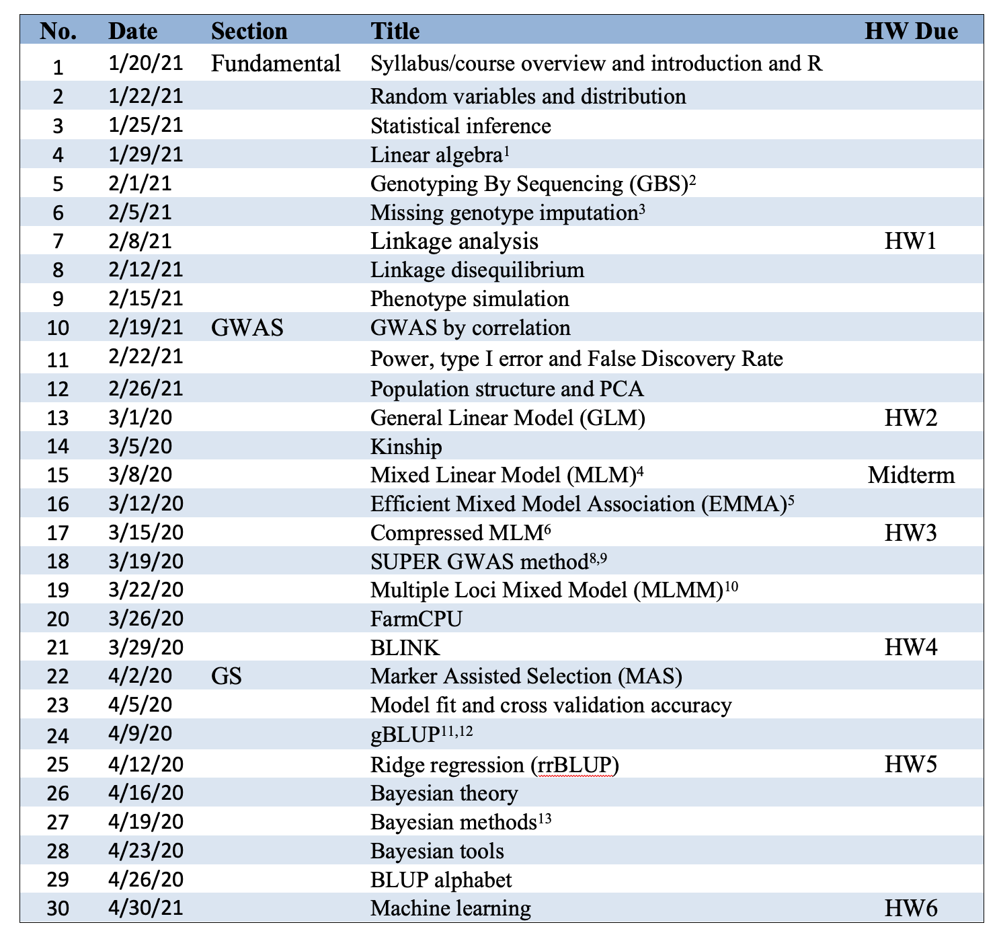 No. Date Section Title HW Due
1 1/20/21 Fundamental Syllabus/course overview and introduction and R
2 1/22/21 Random variables and distribution
3 1/25/21 Statistical inference
4 1/29/21 Linear algebra¹
5 2/1/21 Genotyping By Sequencing (GBS)²
6 2/5/21 Missing genotype imputation³
7 2/8/21 Linkage analysis HW1
8 2/12/21 Linkage disequilibrium
9 2/15/21 Phenotype simulation
10 2/19/21 GWAS GWAS by correlation
11 2/22/21 Power, type I error and False Discovery Rate
12 2/26/21 Population structure and PCA
13 3/1/20 General Linear Model (GLM) HW2
14 3/5/20 Kinship
15 3/8/20 Mixed Linear Model (MLM)⁴ Midterm
16 3/12/20 Efficient Mixed Model Association (EMMA)⁵
17 3/15/20 Compressed MLM⁶ HW3
18 3/19/20 SUPER GWAS method⁸,⁹
19 3/22/20 Multiple Loci Mixed Model (MLMM)¹⁰
20 3/26/20 FarmCPU
21 3/29/20 BLINK HW4
22 4/2/20 GS Marker Assisted Selection (MAS)
23 4/5/20 Model fit and cross validation accuracy
24 4/9/20 gBLUP¹¹,¹²
25 4/12/20 Ridge regression (rrBLUP) HW5
26 4/16/20 Bayesian theory
27 4/19/20 Bayesian methods¹³
28 4/23/20 Bayesian tools
29 4/26/20 BLUP alphabet
30 4/30/21 Machine learning HW6